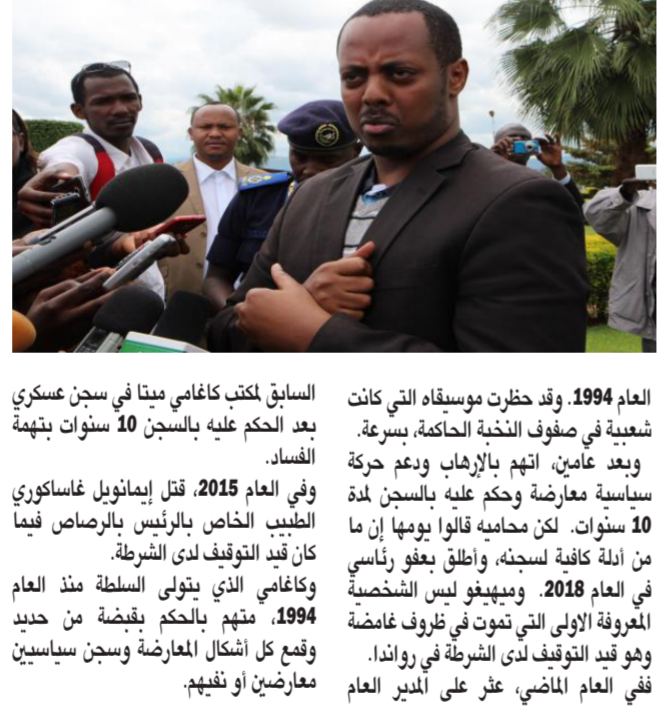 العام 1994. وقد حظرت موسيقاه التي كانت
شعبية في صفوف النخبة الحاكمة، بسرعة.
وبعد عامين، اتهم بالإرهاب ودعم حركة
سياسية معارضة وحكم عليه بالسجن لمدة
10 سنوات. لكن محاميه قالوا يومها إن ما
من أدلة كافية لسجنه، وأطلق بعفو رئاسي
في العام 2018. وميهيغو ليس الشخصية
المعروفة الاولى التي تموت في ظروف غامضة
وهو قيد التوقيف لدى الشرطة في رواندا.
ففي العام الماضي، عثر على المدير العام
السابق لمكتب كاغامي ميتا في سجن عسكري
بعد الحكم عليه بالسجن 10 سنوات بتهمة
الفساد.
وفي العام 2015، قتل إيمانويل غاساكوري
الطبيب الخاص بالرئيس بالرصاص فيما
كان قيد التوقيف لدى الشرطة.
وكاغامي الذي يتولى السلطة منذ العام
1994، متهم بالحكم بقبضة من حديد
وقمع كل أشكال المعارضة وسجن سياسيين
معارضين أو نفيهم.